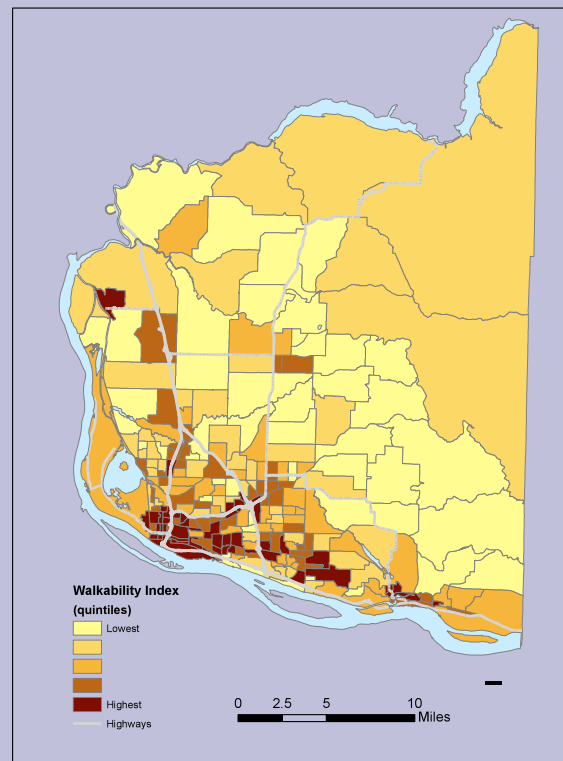 Walkability Index
(quintiles)
Lowest
Highest
Highways
0 2.5 5 10
Miles